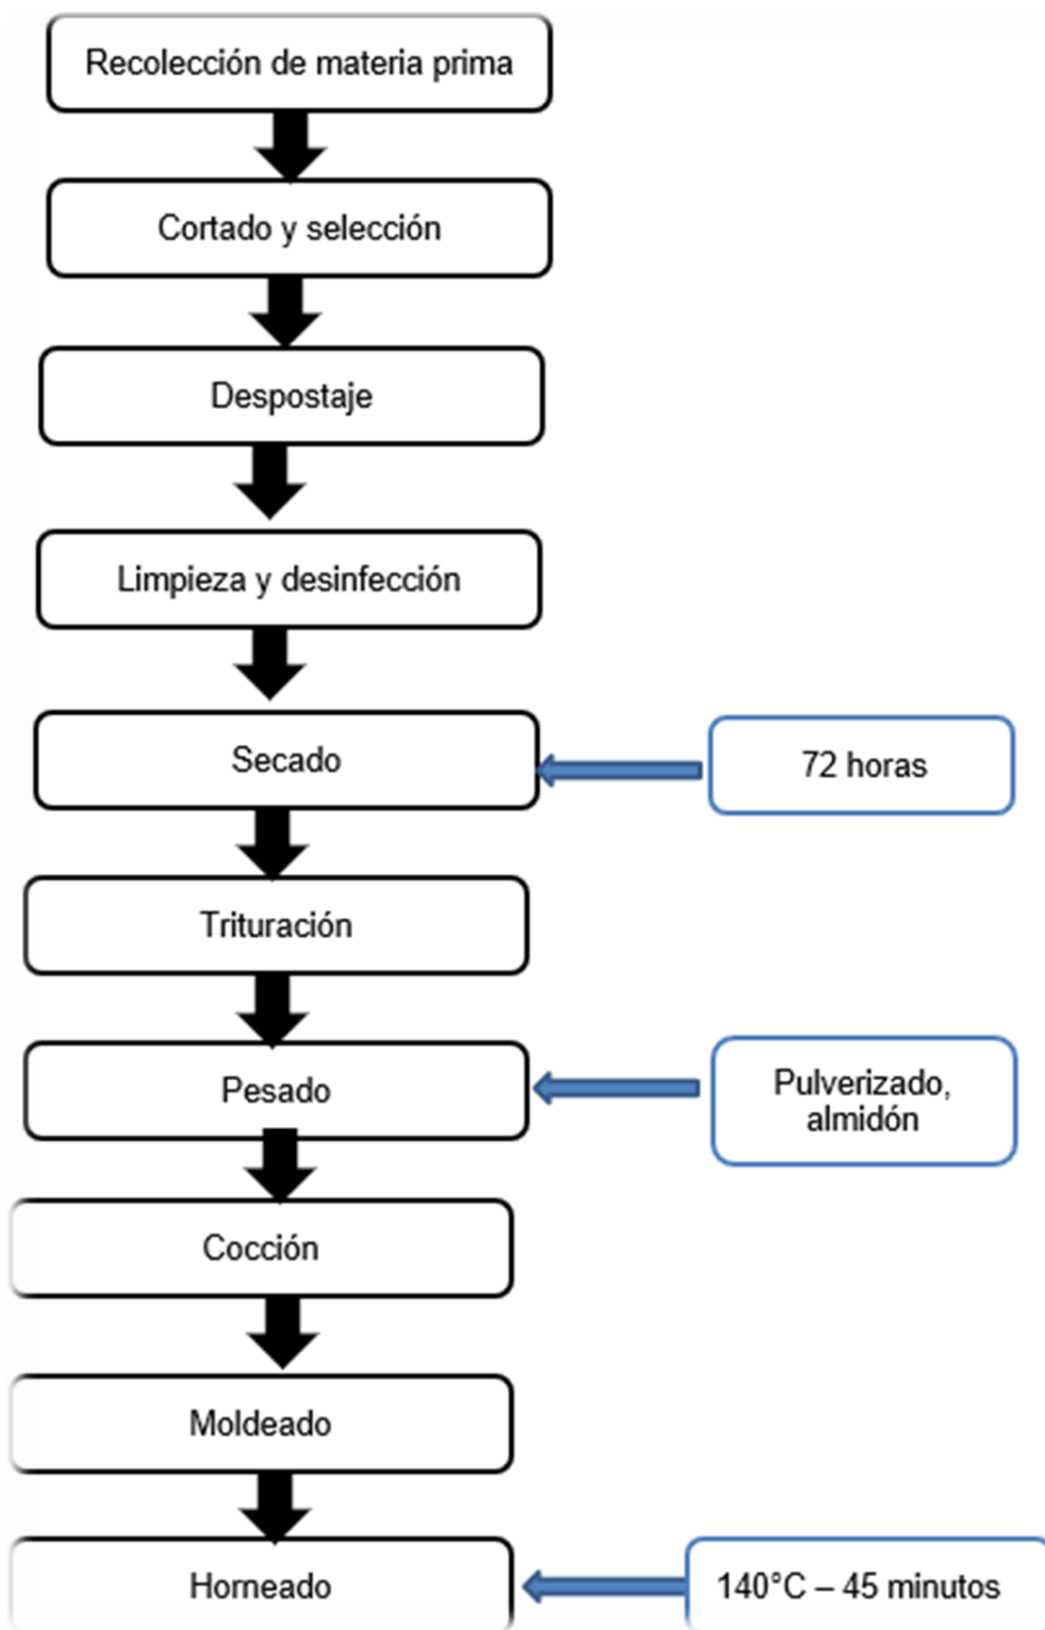 Recolección de materia prima
Cortado y selección
Despostaje
Limpieza y desinfección
Secado
72 horas
Trituración
Pesado
Pulverizado,
almidón
Cocción
Moldeado
Horneado
140°C – 45 minutos